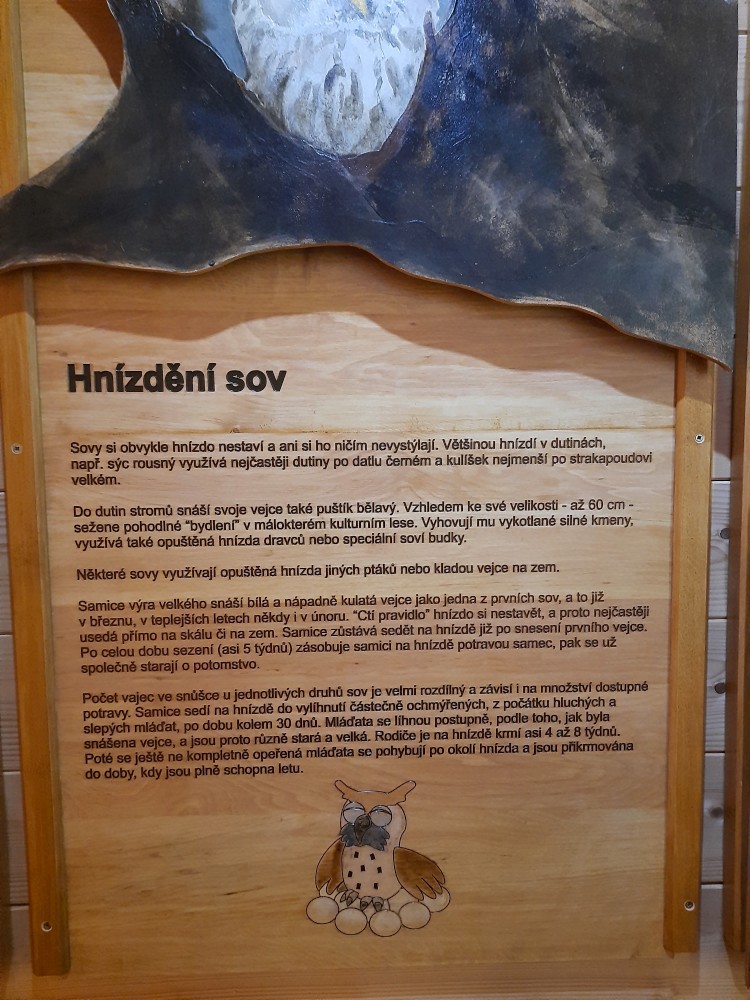 Hnízdění sov
Sovy si obvykle hnízdo nestaví a ani si ho ničím nevystýlají. Většinou hnízdí v dutinách,
např. sýc rousný využívá nejčastěji dutiny po datlu černém a kulíšek nejmenší po strakapoudovi
velkém.
Do dutin stromů snáší svoje vejce také puštík bělavý. Vzhledem ke své velikosti - až 60 cm -
sežene pohodlné “bydlení” v málokterém kulturním lese. Vyhovují mu vykotlané silné kmeny,
využívá také opuštěná hnízda dravců nebo speciální soví budky.
Některé sovy využívají opuštěná hnízda jiných ptáků nebo kladou vejce na zem.
Samice výra velkého snáší bílá a nápadně kulatá vejce jako jedna z prvních sov, a to již
v březnu, v teplejších letech někdy i v únoru. “Ctí pravidlo” hnízdo si nestavět, a proto nejčastěji
usedá přímo na skálu či na zem. Samice zůstává sedět na hnízdě již po snesení prvního vejce.
Po celou dobu sezení (asi 5 týdnů) zásobuje samici na hnízdě potravou samec, pak se už
společně starají o potomstvo.
Počet vajec ve snůšce u jednotlivých druhů sov je velmi rozdílný a závisí i na množství dostupné
potravy. Samice sedí na hnízdě do vylíhnutí částečně ochmýřených, z počátku hluchých a
slepých mláďat, po dobu kolem 30 dnů. Mláďata se líhnou postupně, podle toho, jak byla
snášena vejce, a jsou proto různě stará a velká. Rodiče je na hnízdě krmí asi 4 až 8 týdnů.
Poté se ještě ne kompletně opeřená mláďata se pohybují po okolí hnízda a jsou přikrmována
do doby, kdy jsou plně schopna letu.